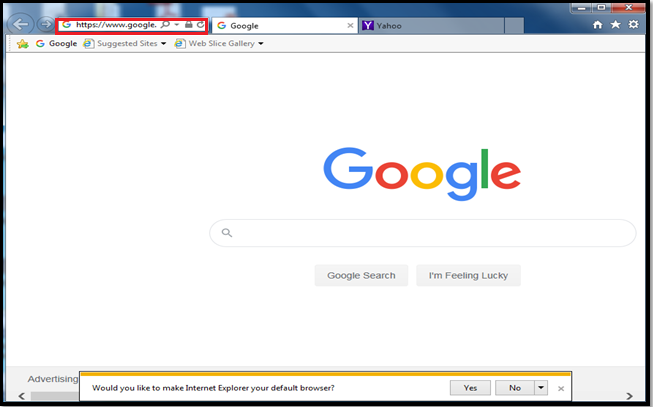 https://www.google. Google Yahoo
Google Suggested Sites Web Slice Gallery
Google
Google Search I'm Feeling Lucky
Advertising
Would you like to make Internet Explorer your default browser? Yes No